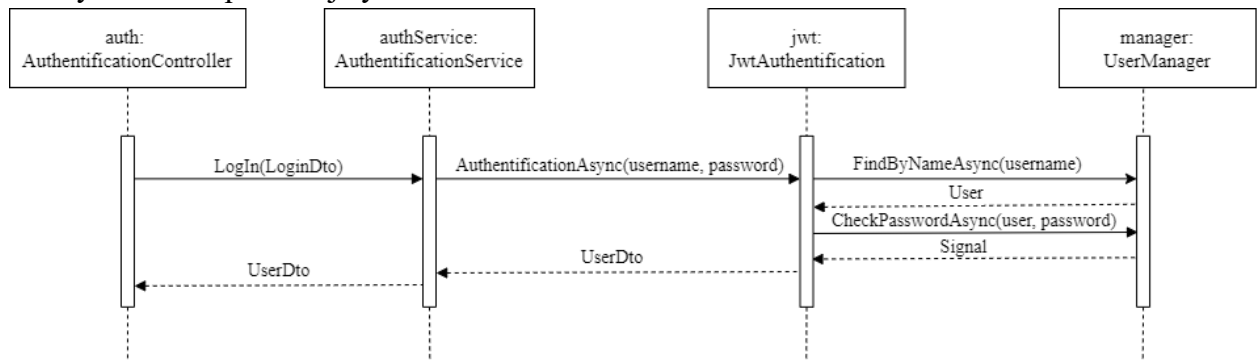 auth:
AuthentificationController
authService:
AuthentificationService
jwt:
JwtAuthentification
manager:
UserManager
LogIn(LoginDto)
AuthentificationAsync(username, password)
FindByNameAsync(username)
User
CheckPasswordAsync(user, password)
Signal
UserDto
UserDto